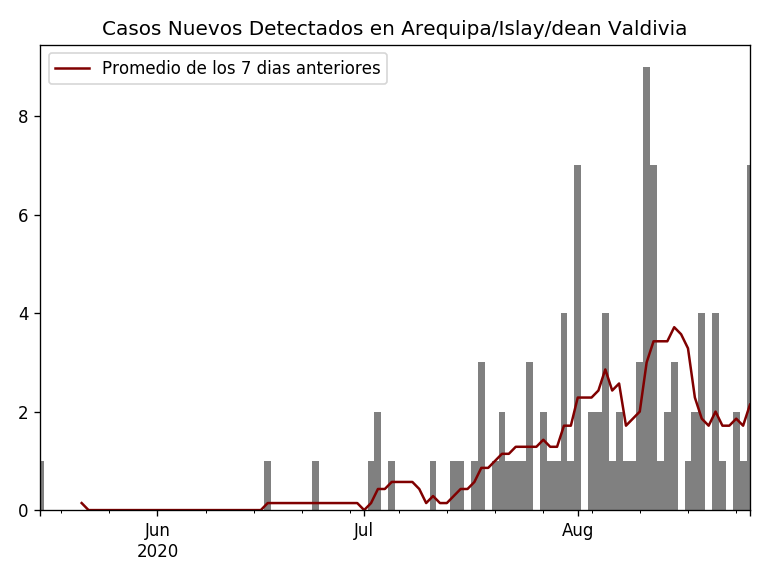 Casos Nuevos Detectados en Arequipa/Islay/dean Valdivia
Promedio de los 7 dias anteriores
8
6
4
2
0
Jun
2020
Jul
Aug